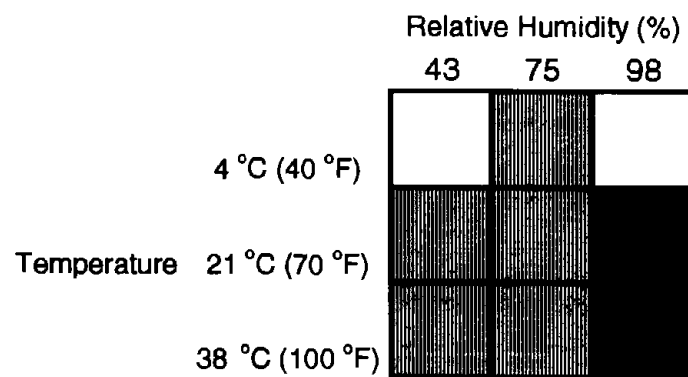 Relative Humidity (%)
43 75 98
4 °C (40 °F)
Temperature 21 °C (70 °F)
38 °C (100 °F)